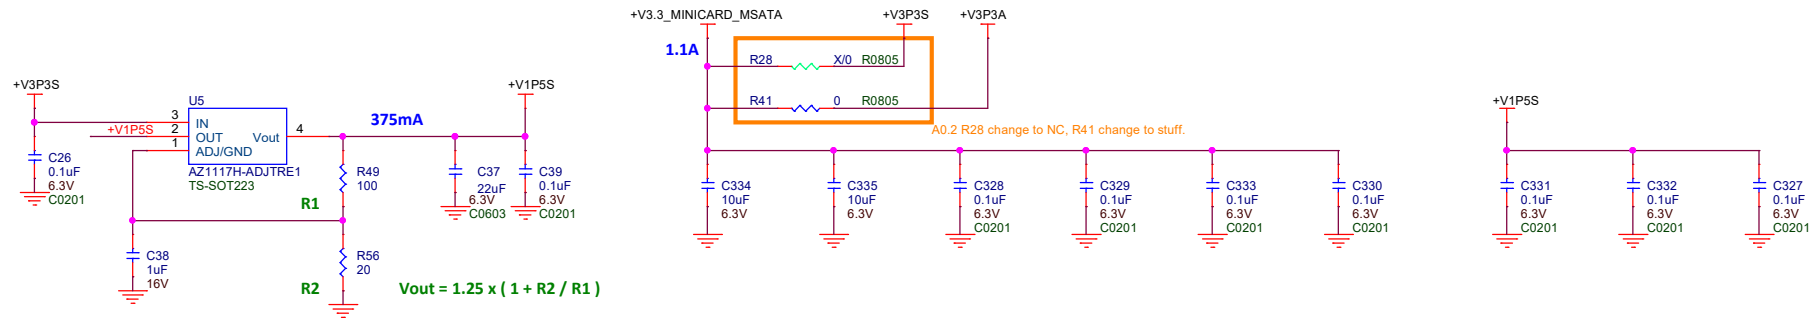 +V3P3S
U5
3
IN
+V1P5S
2
OUT
Vout
4
1
ADJ/GND
AZ1117H-ADJTRE1
TS-SOT223
375mA
+V1P5S
C26
0.1uF
6.3V
C0201
R49
100
R1
C37
22uF
6.3V
C0603
C39
0.1uF
6.3V
C0201
C38
1uF
16V
R56
20
R2
Vout = 1.25 x ( 1 + R2 / R1 )
+V3.3_MINICARD_MSATA
+V3P3S
+V3P3A
1.1A
R28
X/0
R0805
R41
0
R0805
A0.2 R28 change to NC, R41 change to stuff.
C334
10uF
6.3V
C335
10uF
6.3V
C328
0.1uF
6.3V
C0201
C329
0.1uF
6.3V
C0201
C333
0.1uF
6.3V
C0201
C330
0.1uF
6.3V
C0201
+V1P5S
C331
0.1uF
6.3V
C0201
C332
0.1uF
6.3V
C0201
C327
0.1uF
6.3V
C0201